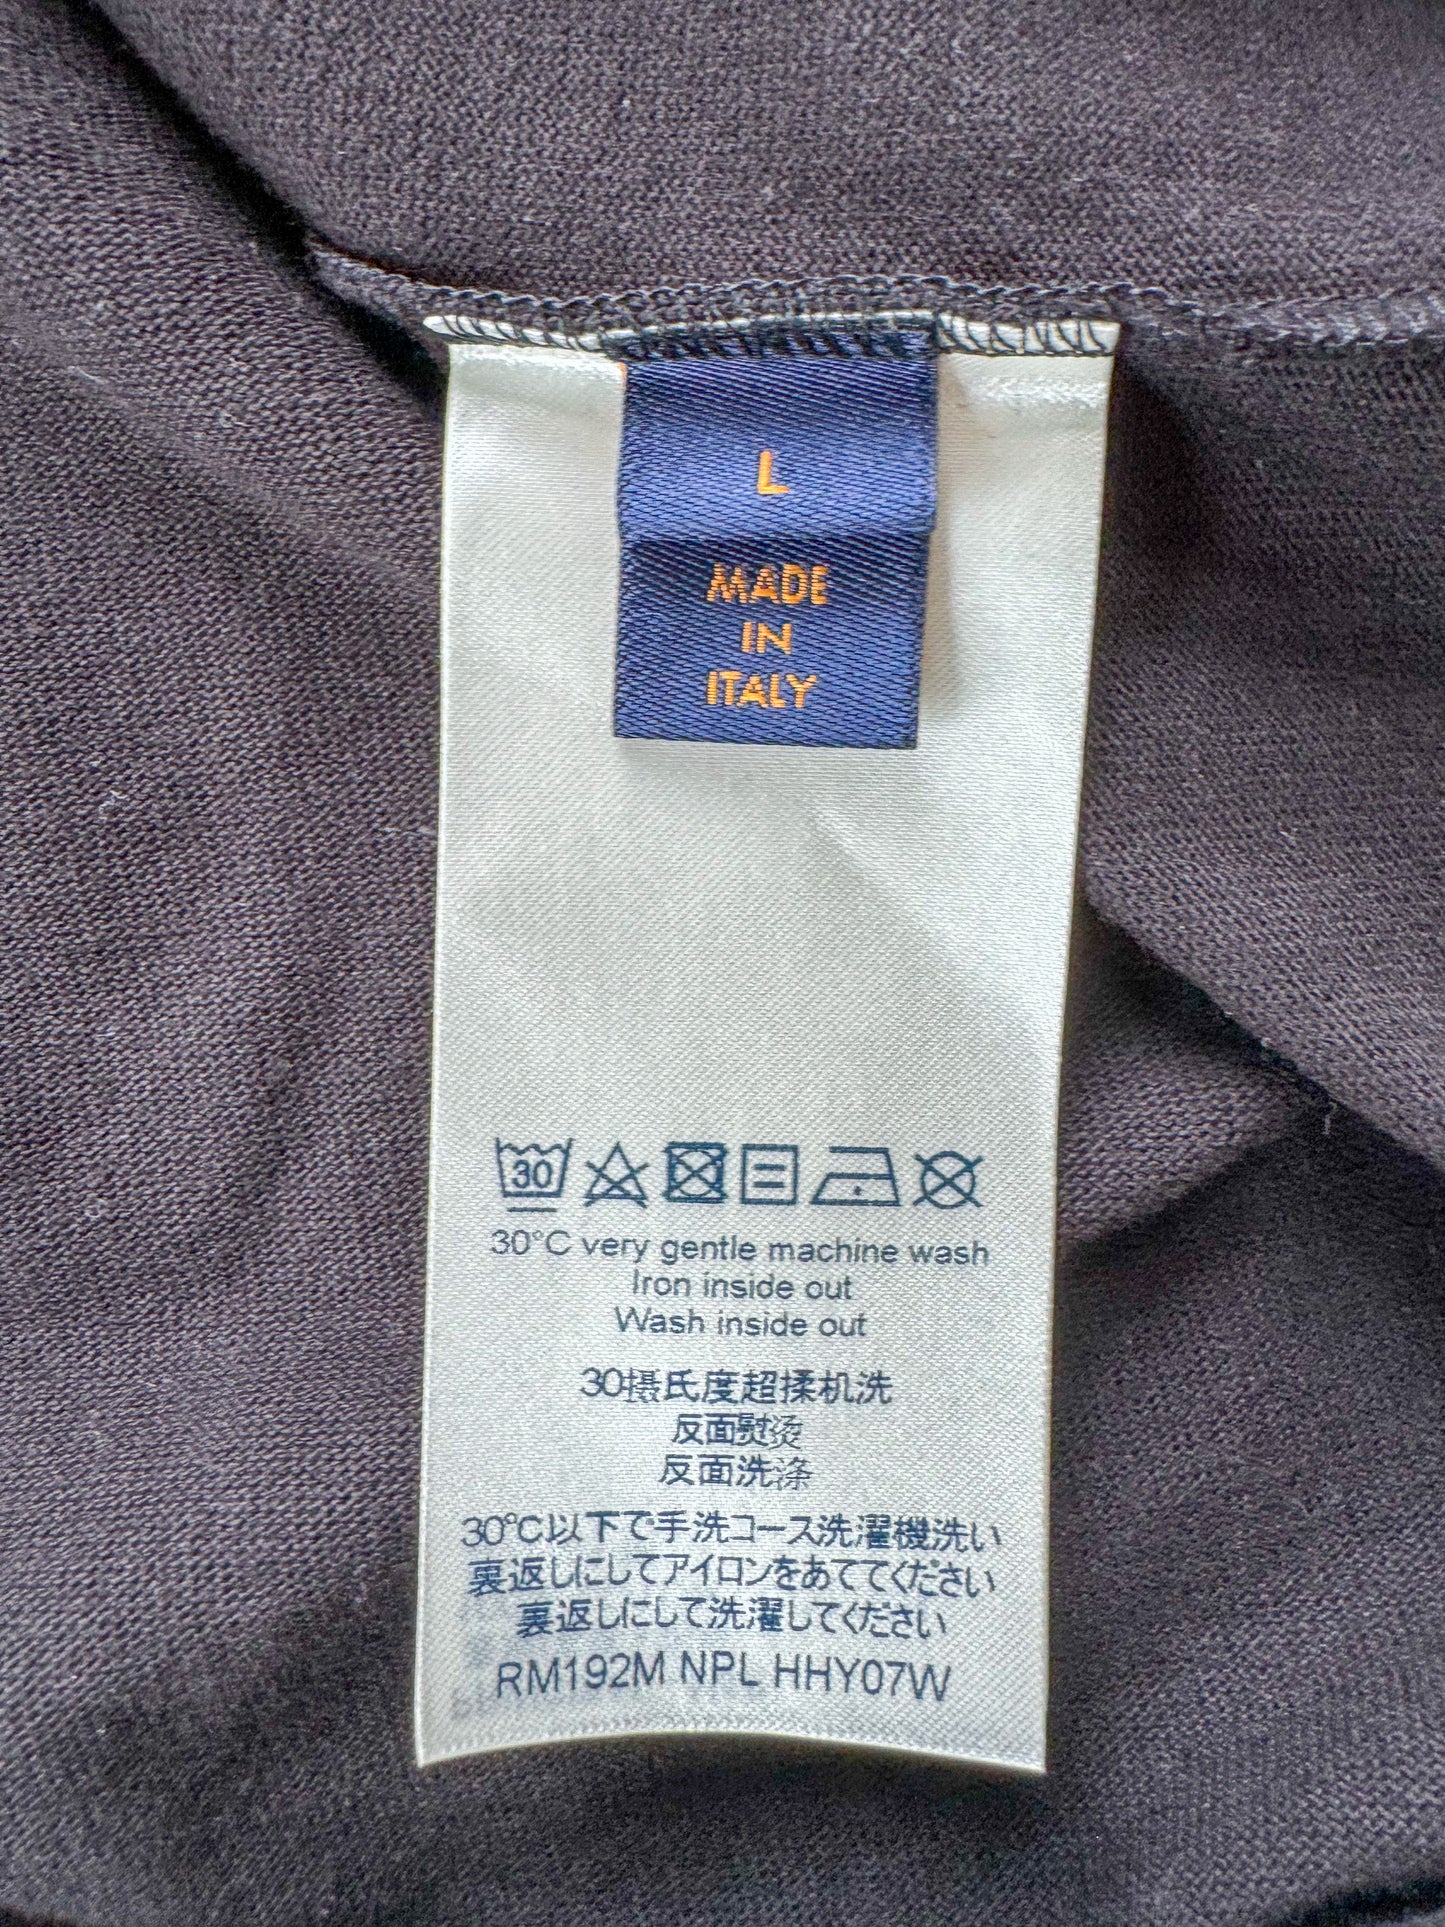 L
MADE
IN
ITALY
30
30°C very gentle machine wash
Iron inside out
Wash inside out
30摄氏度超揉机洗
反面熨烫
反面洗涤
30°C以下で手洗コース洗濯機洗い
裏返しにしてアイロンをあててください
裏返しにして洗濯してください
RM192M NPL HHY07W